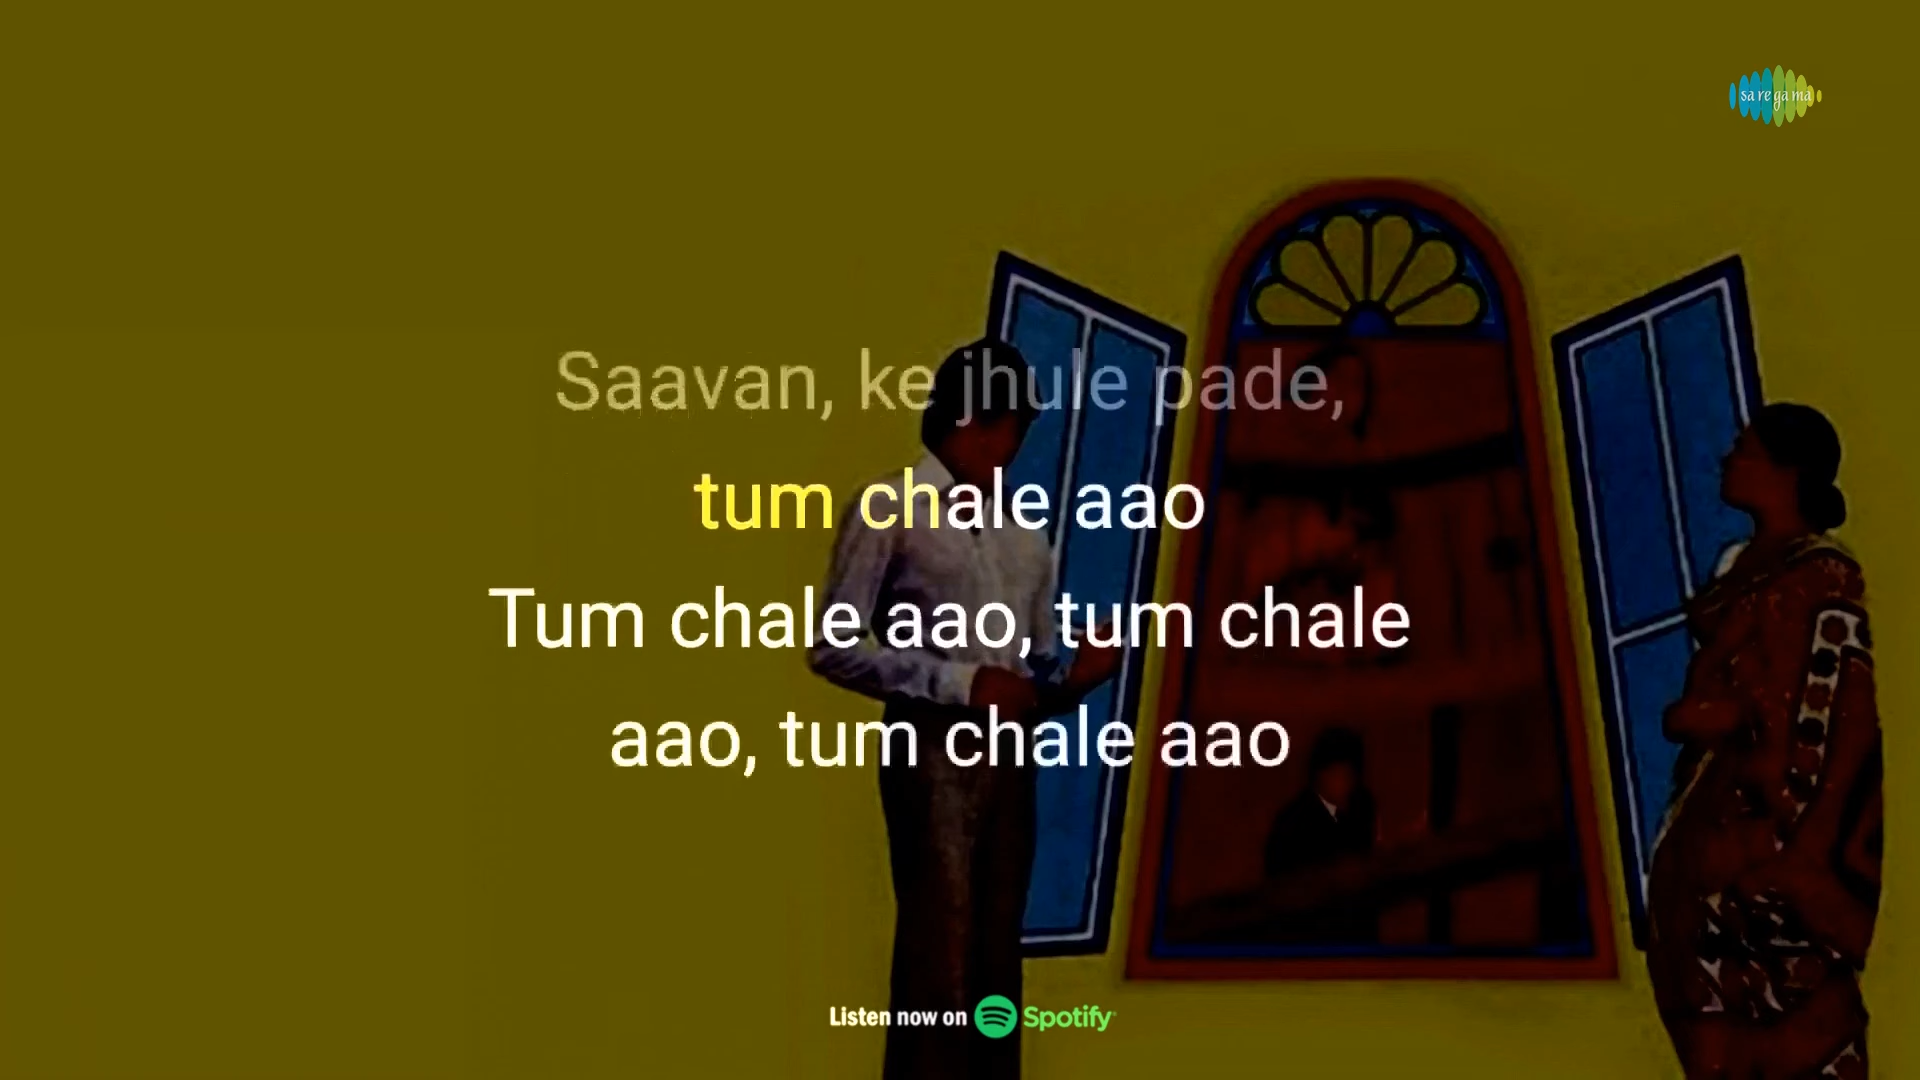 sa re ga ma
Saavan, ke jhule pade,
tum chale aao
Tum chale aao, tum chale
aao, tum chale aao
Listen now on Spotify